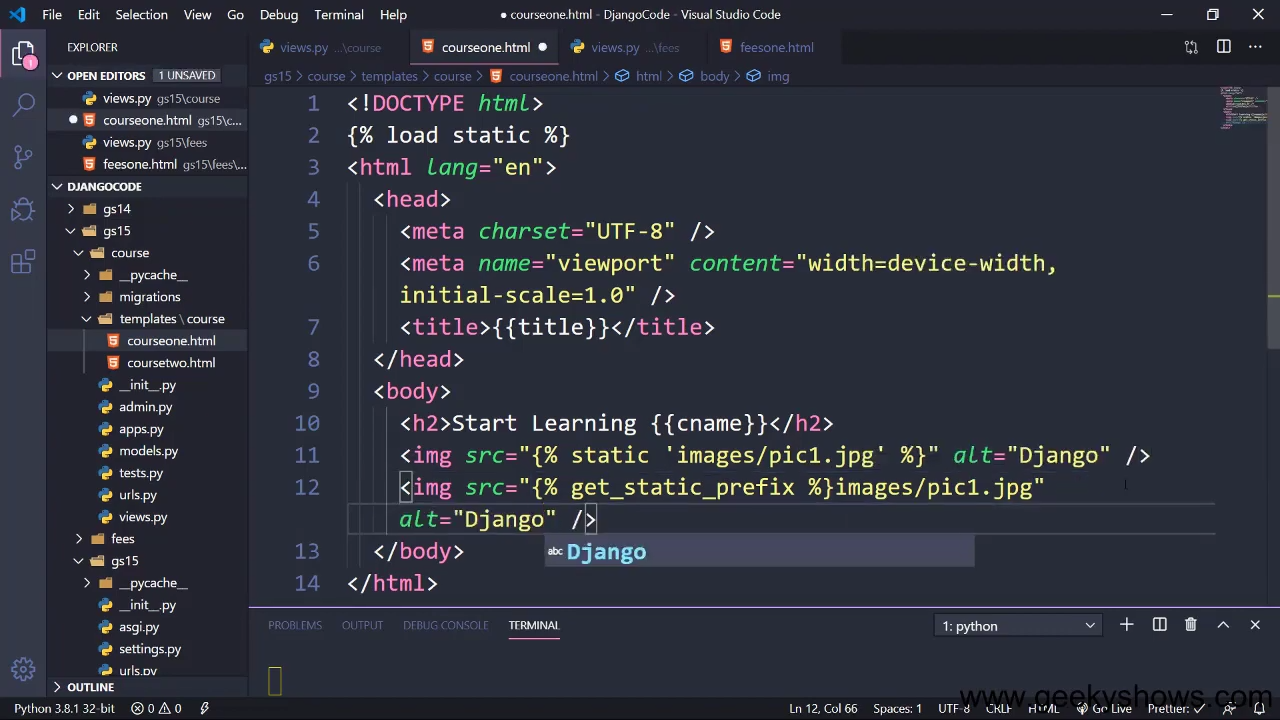 File Edit Selection View Go Debug Terminal Help
● courseone.html - DjangoCode - Visual Studio Code
EXPLORER
views.py ...\course
courseone.html
views.py ...\fees
feesone.html
OPEN EDITORS 1 UNSAVED
gs15 > course > templates > course > courseone.html > html > body > img
views.py gs15\course
courseone.html gs15\c...
views.py gs15\fees
feesone.html gs15\fees\...
DJANGOCODE
gs14
gs15
course
__pycache__
migrations
templates \ course
courseone.html
coursetwo.html
__init__.py
admin.py
apps.py
models.py
tests.py
urls.py
views.py
fees
gs15
__pycache__
__init__.py
asgi.py
settings.py
urls.py
OUTLINE
1 <!DOCTYPE html>
2 {% load static %}
3 <html lang="en">
4 <head>
5 <meta charset="UTF-8" />
6 <meta name="viewport" content="width=device-width,
initial-scale=1.0" />
7 <title>{{title}}</title>
8 </head>
9 <body>
10 <h2>Start Learning {{cname}}</h2>
11 <img src="{% static 'images/pic1.jpg' %}" alt="Django" />
12 <img src="{% get_static_prefix %}images/pic1.jpg"
alt="Django" />
abc Django
13 </body>
14 </html>
PROBLEMS OUTPUT DEBUG CONSOLE TERMINAL
1: python
www.geekyshows.com
Python 3.8.1 32-bit 0 0
Ln 12, Col 66 Spaces: 1 UTF-8 CRLF HTML Go Live Prettier: ✓
1